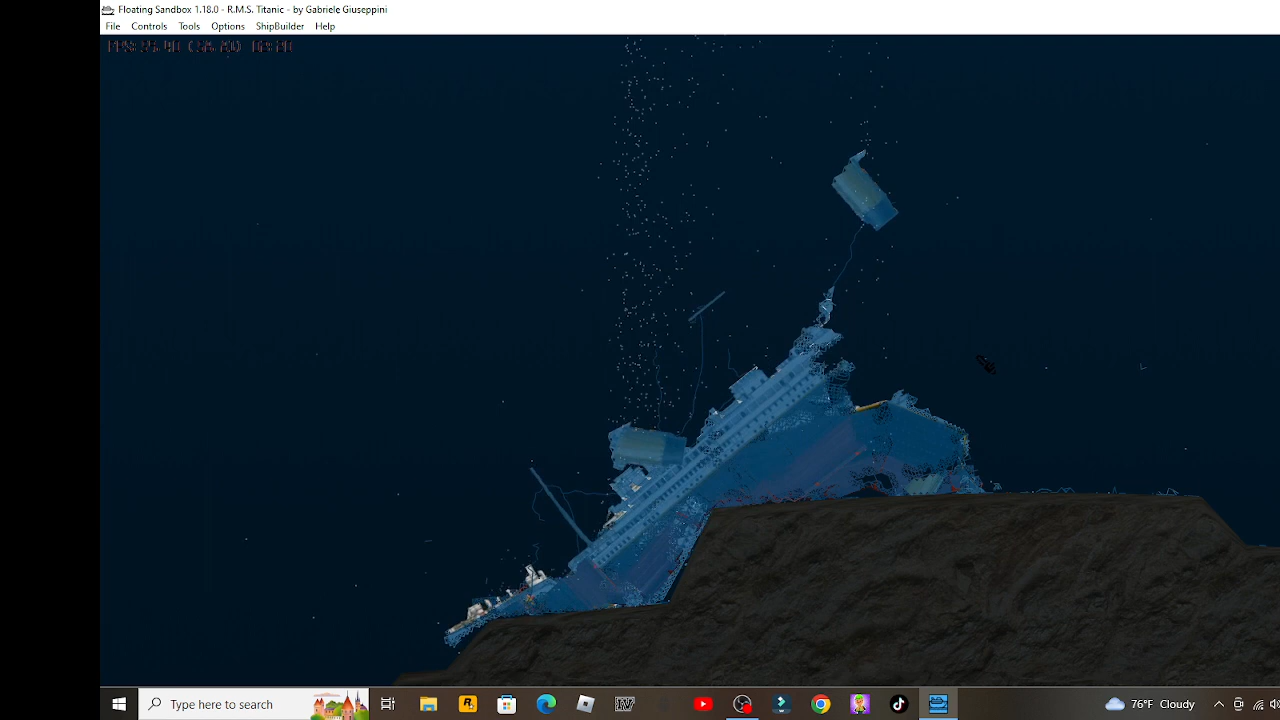 Floating Sandbox 1.18.0 - R.M.S. Titanic - by Gabriele Giuseppini
File Controls Tools Options ShipBuilder Help
Type here to search
IV
76°F Cloudy